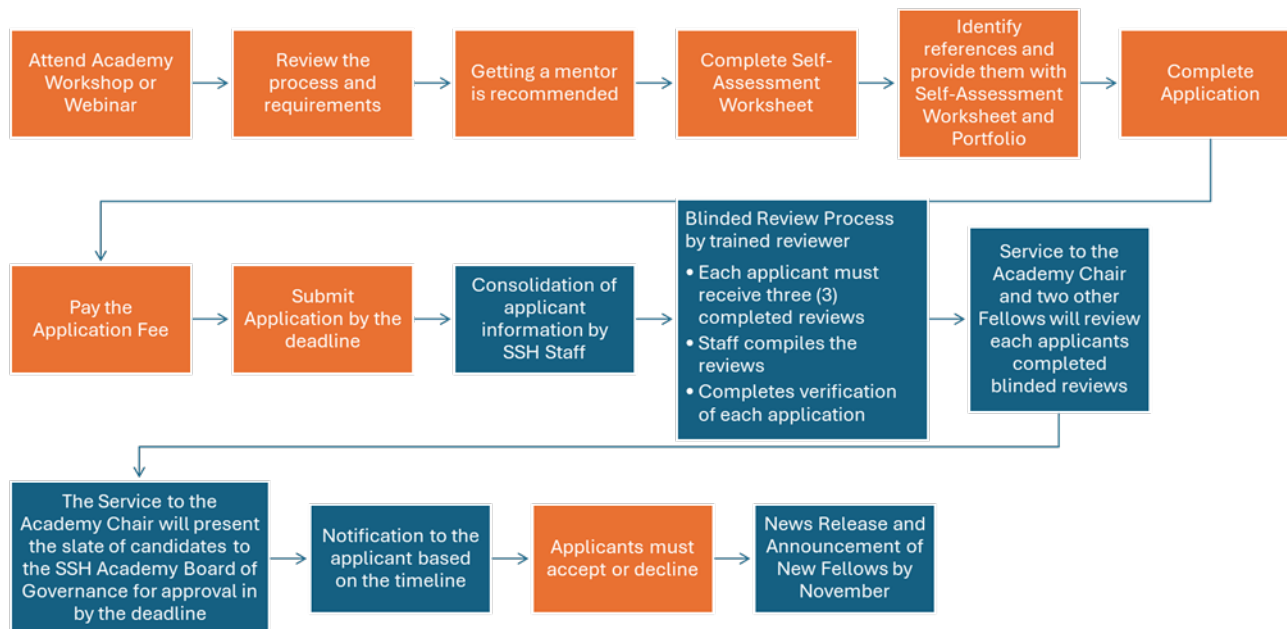 Attend Academy
Workshop or
Webinar
Review the
process and
requirements
Getting a mentor
is recommended
Complete Self-
Assessment
Worksheet
Identify
references and
provide them with
Self-Assessment
Worksheet and
Portfolio
Complete
Application
Pay the
Application Fee
Submit
Application by the
deadline
Consolidation of
applicant
information by
SSH Staff
Blinded Review Process
by trained reviewer
• Each applicant must
receive three (3)
completed reviews
• Staff compiles the
reviews
• Completes verification
of each application
Service to the
Academy Chair
and two other
Fellows will review
each applicants
completed
blinded reviews
The Service to the
Academy Chair will present
the slate of candidates to
the SSH Academy Board of
Governance for approval in
by the deadline
Notification to the
applicant based
on the timeline
Applicants must
accept or decline
News Release and
Announcement of
New Fellows by
November